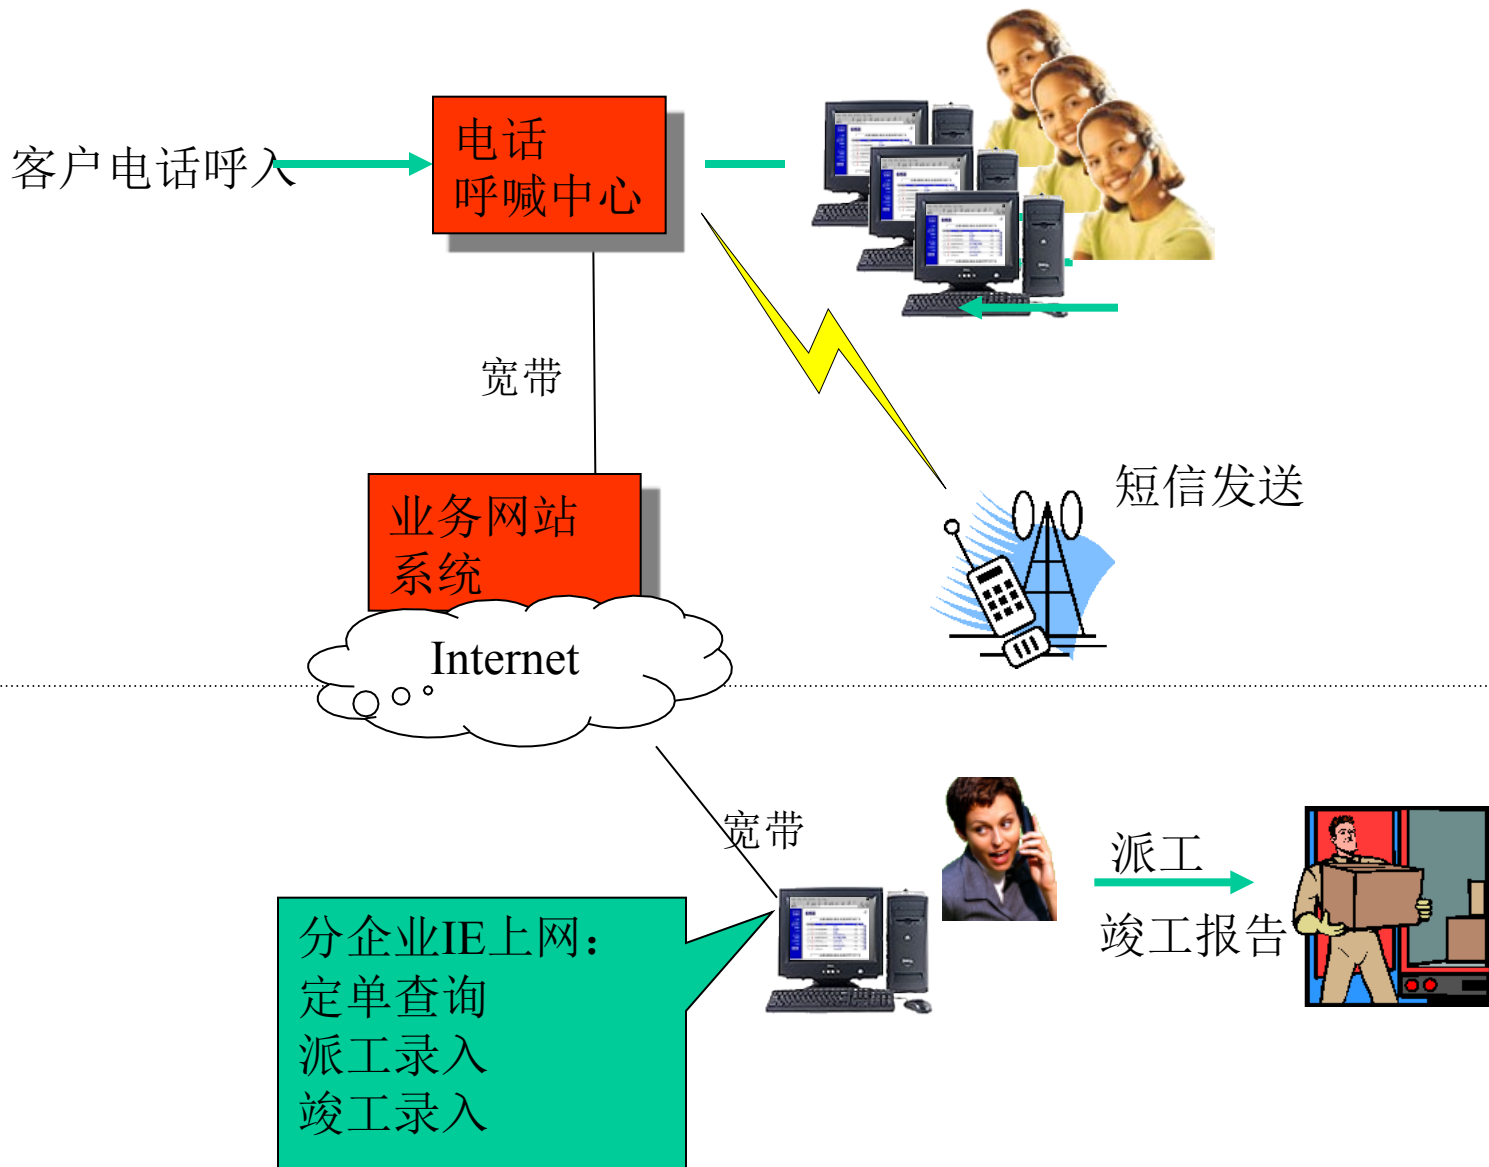 客户电话呼入
电话
呼喊中心
宽带
短信发送
业务网站
系统
Internet
宽带
派工
竣工报告
分企业IE上网：
定单查询
派工录入
竣工录入